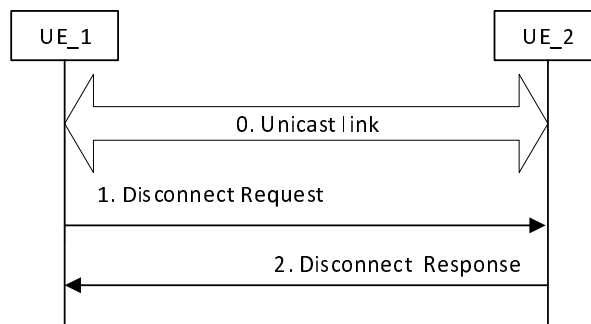 UE_1
UE_2
0. Unicast link
1. Disconnect Request
2. Disconnect Response